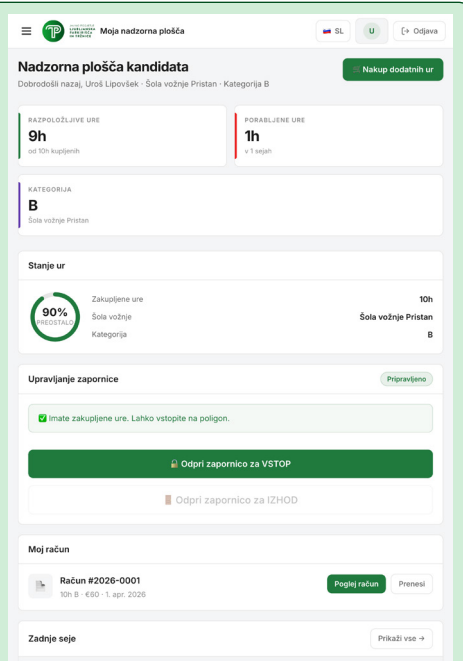 Moja nadzorna plošča
SL
U
Odjava
Nadzorna plošča kandidata
Dobrodošli nazaj, Uroš Lipovšek · Šola vožnje Pristan · Kategorija B
Nakup dodatnih ur
RAZPOLOŽLJIVE URE
9h
od 10h kupljenih
PORABLJENE URE
1h
v 1 sejah
KATEGORIJA
B
Šola vožnje Pristan
Stanje ur
90%
PREOSTALO
Zakupljene ure
10h
Šola vožnje
Šola vožnje Pristan
Kategorija
B
Upravljanje zapornice
Pripravljeno
✅ Imate zakupljene ure. Lahko vstopite na poligon.
Odpri zapornico za VSTOP
Odpri zapornico za IZHOD
Moj račun
Račun #2026-0001
10h B · €60 · 1. apr. 2026
Poglej račun
Prenesi
Zadnje seje
Prikaži vse →